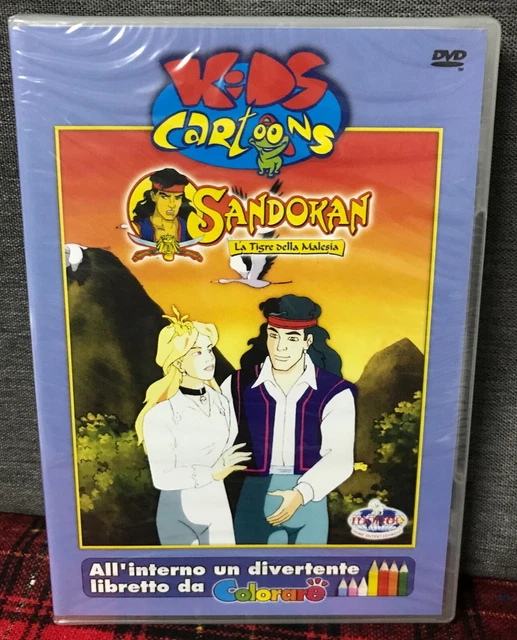 DVD
KiDS
CartOONS
SANDOKAN
La Tigre della Malesia
All'interno un divertente
libretto da Colorare